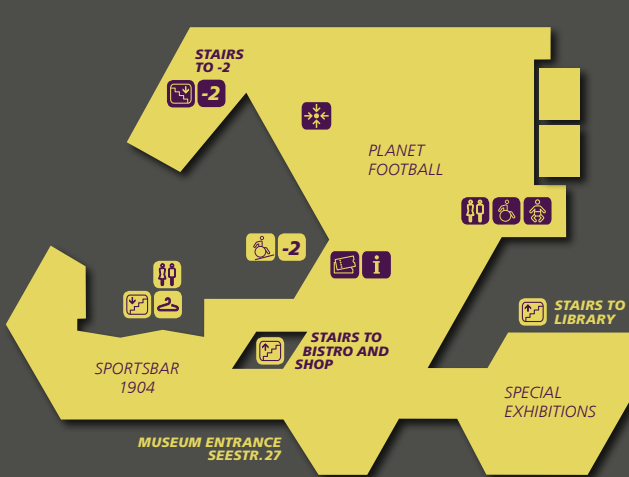 STAIRS
TO -2
-2
PLANET
FOOTBALL
-2
i
STAIRS TO
LIBRARY
STAIRS TO
BISTRO AND
SHOP
SPORTSBAR
1904
SPECIAL
EXHIBITIONS
MUSEUM ENTRANCE
SEESTR.27